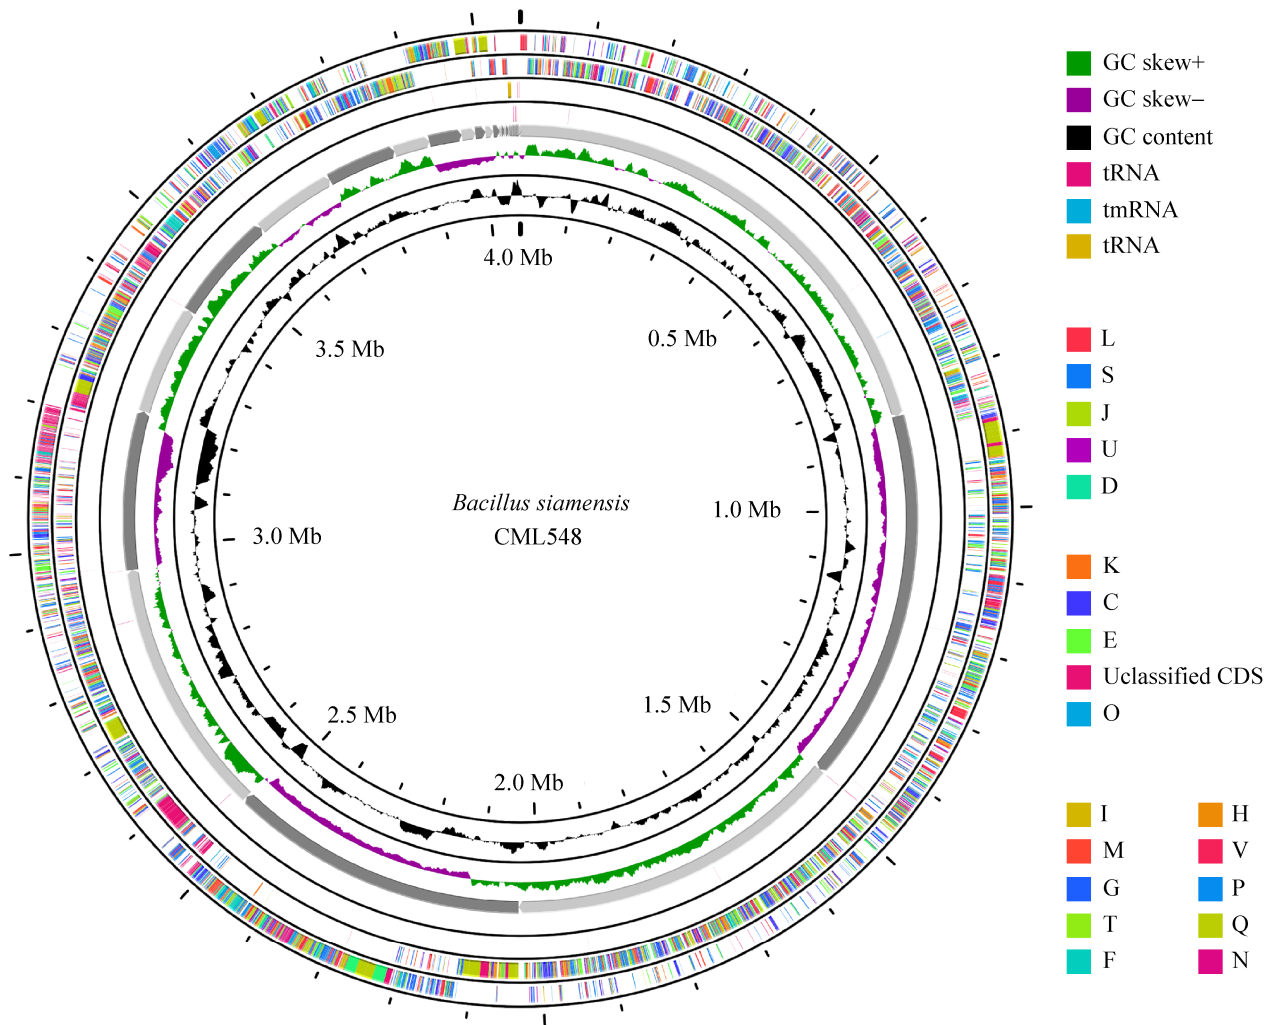 4.0 Mb
0.5 Mb
3.5 Mb
Bacillus siamensis
CML548
1.0 Mb
3.0 Mb
1.5 Mb
2.5 Mb
2.0 Mb
GC skew+
GC skew−
GC content
tRNA
tmRNA
tRNA
L
S
J
U
D
K
C
E
Uclassified CDS
O
I
M
G
T
F
H
V
P
Q
N